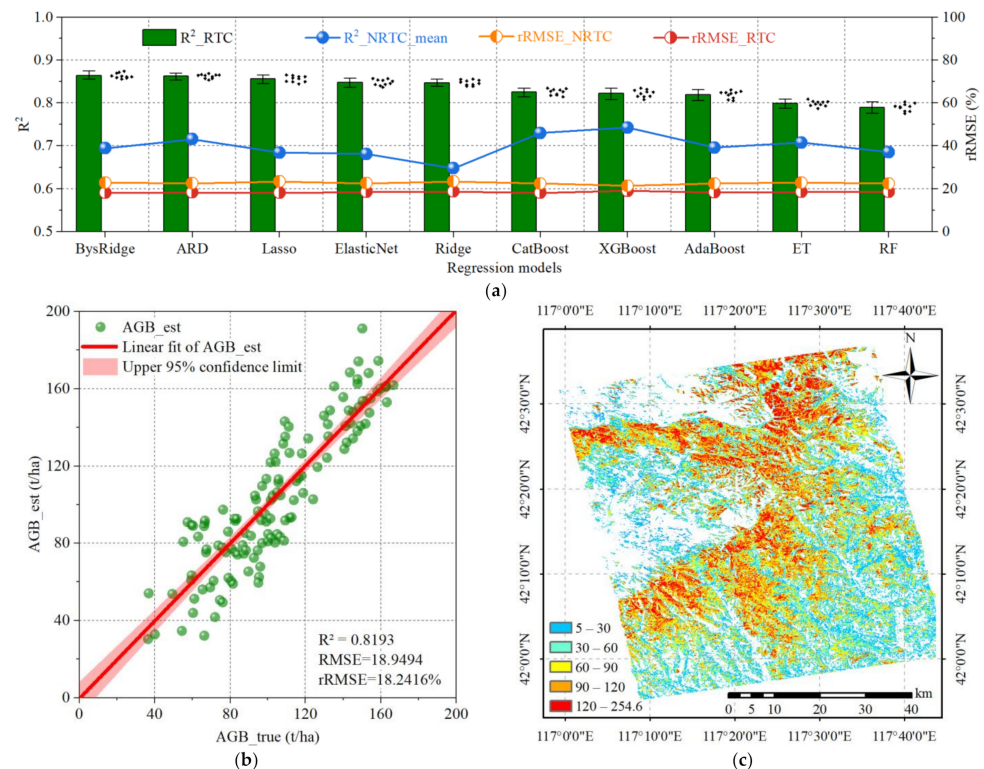 R²_RTC R²_NRTC_mean rRMSE_NRTC rRMSE_RTC
1.0 0.9 0.8 0.7 0.6 0.5
R²
100 80 60 40 20 0
rRMSE (%)
BysRidge ARD Lasso ElasticNet Ridge CatBoost XGBoost AdaBoost ET RF
Regression models
(a)
200 160 120 80 40 0
AGB_est (t/ha)
AGB_est
Linear fit of AGB_est
Upper 95% confidence limit
R² = 0.8193
RMSE=18.9494
rRMSE=18.2416%
0 40 80 120 160 200
AGB_true (t/ha)
(b)
117°0'0"E 117°10'0"E 117°20'0"E 117°30'0"E 117°40'0"E
N
42°30'0"N 42°20'0"N 42°10'0"N 42°0'0"N
42°30'0"N 42°20'0"N 42°10'0"N 42°0'0"N
5 – 30
30 – 60
60 – 90
90 – 120
120 – 254.6
km
0 5 10 20 30 40
117°0'0"E 117°10'0"E 117°20'0"E 117°30'0"E 117°40'0"E
(c)